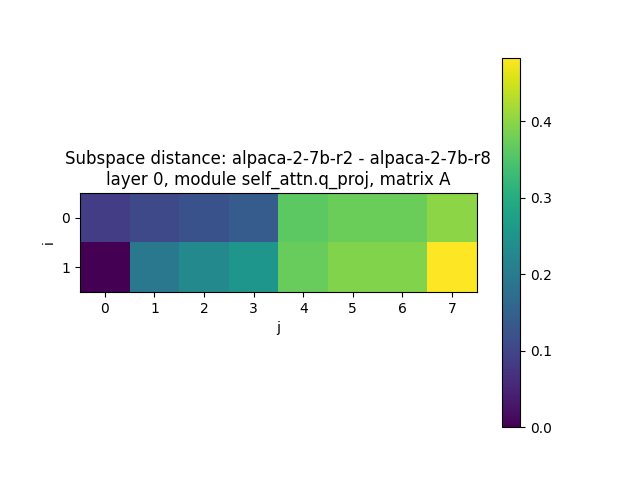 Subspace distance: alpaca-2-7b-r2 - alpaca-2-7b-r8
layer 0, module self_attn.q_proj, matrix A
0
1
i
0 1 2 3 4 5 6 7
j
0.4
0.3
0.2
0.1
0.0